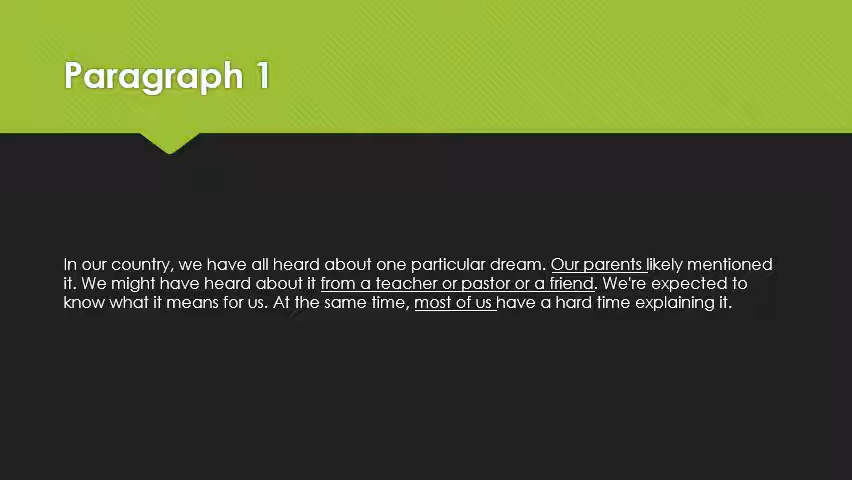 Paragraph 1
In our country, we have all heard about one particular dream. Our parents likely mentioned
it. We might have heard about it from a teacher or pastor or a friend. We're expected to
know what it means for us. At the same time, most of us have a hard time explaining it.